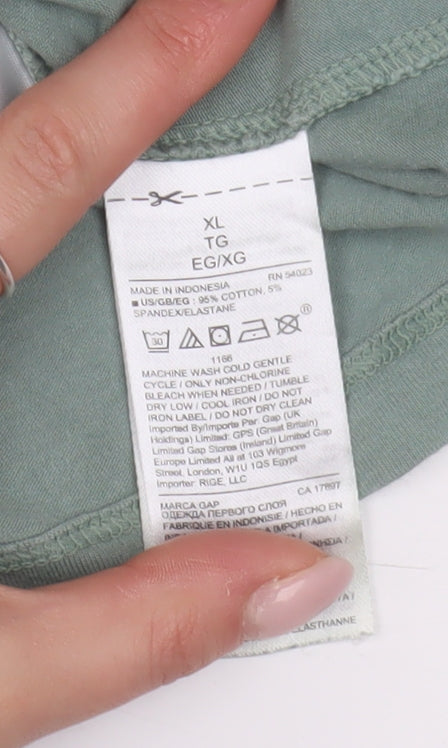 XL
TG
EG/XG
MADE IN INDONESIA RN 54023
■ US/GB/EG : 95% COTTON, 5%
SPANDEX/ELASTANE
30
®
1166
MACHINE WASH COLD GENTLE
CYCLE / ONLY NON-CHLORINE
BLEACH WHEN NEEDED / TUMBLE
DRY LOW / COOL IRON / DO NOT
IRON LABEL / DO NOT DRY CLEAN
Imported By/Importe Par: Gap (UK
Holdings) Limited: GPS (Great Britain)
Limited Gap Stores (Ireland) Limited Gap
Europe Limited All at 103 Wigmore
Street, London, W1U 1QS Egypt
Importer: RIGE, LLC
MARCA GAP CA 17897
ОДЕЖДА ПЕРВОГО СЛОЯ
FABRIQUÉ EN INDONÉSIE / HECHO EN
IMPORTADA /